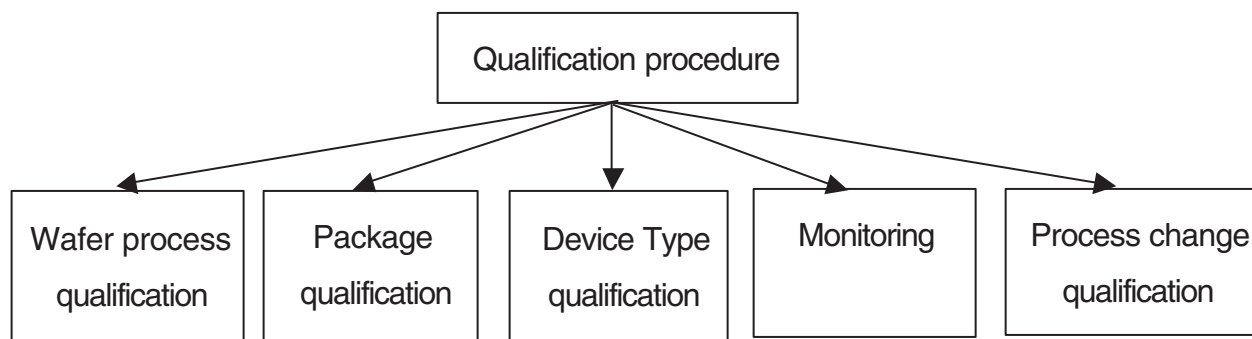 Qualification procedure
Wafer process
qualification
Package
qualification
Device Type
qualification
Monitoring
Process change
qualification